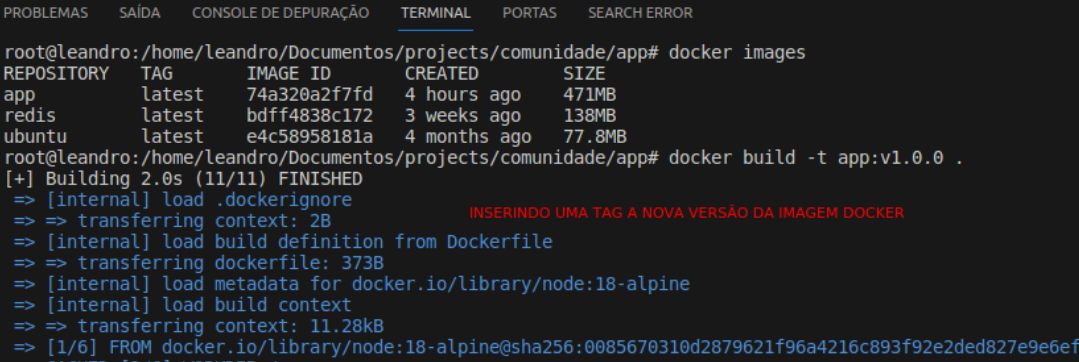 PROBLEMAS SAÍDA CONSOLE DE DEPURAÇÃO TERMINAL PORTAS SEARCH ERROR
root@leandro:/home/leandro/Documentos/projects/comunidade/app# docker images
REPOSITORY TAG IMAGE ID CREATED SIZE
app latest 74a320a2f7fd 4 hours ago 471MB
redis latest bdff4838c172 3 weeks ago 138MB
ubuntu latest e4c58958181a 4 months ago 77.8MB
root@leandro:/home/leandro/Documentos/projects/comunidade/app# docker build -t app:v1.0.0 .
[+] Building 2.0s (11/11) FINISHED
=> [internal] load .dockerignore
=> => transferring context: 2B
INSERINDO UMA TAG A NOVA VERSÃO DA IMAGEM DOCKER
=> [internal] load build definition from Dockerfile
=> => transferring dockerfile: 373B
=> [internal] load metadata for docker.io/library/node:18-alpine
=> [internal] load build context
=> => transferring context: 11.28kB
=> [1/6] FROM docker.io/library/node:18-alpine@sha256:0085670310d2879621f96a4216c893f92e2ded827e9e6ef